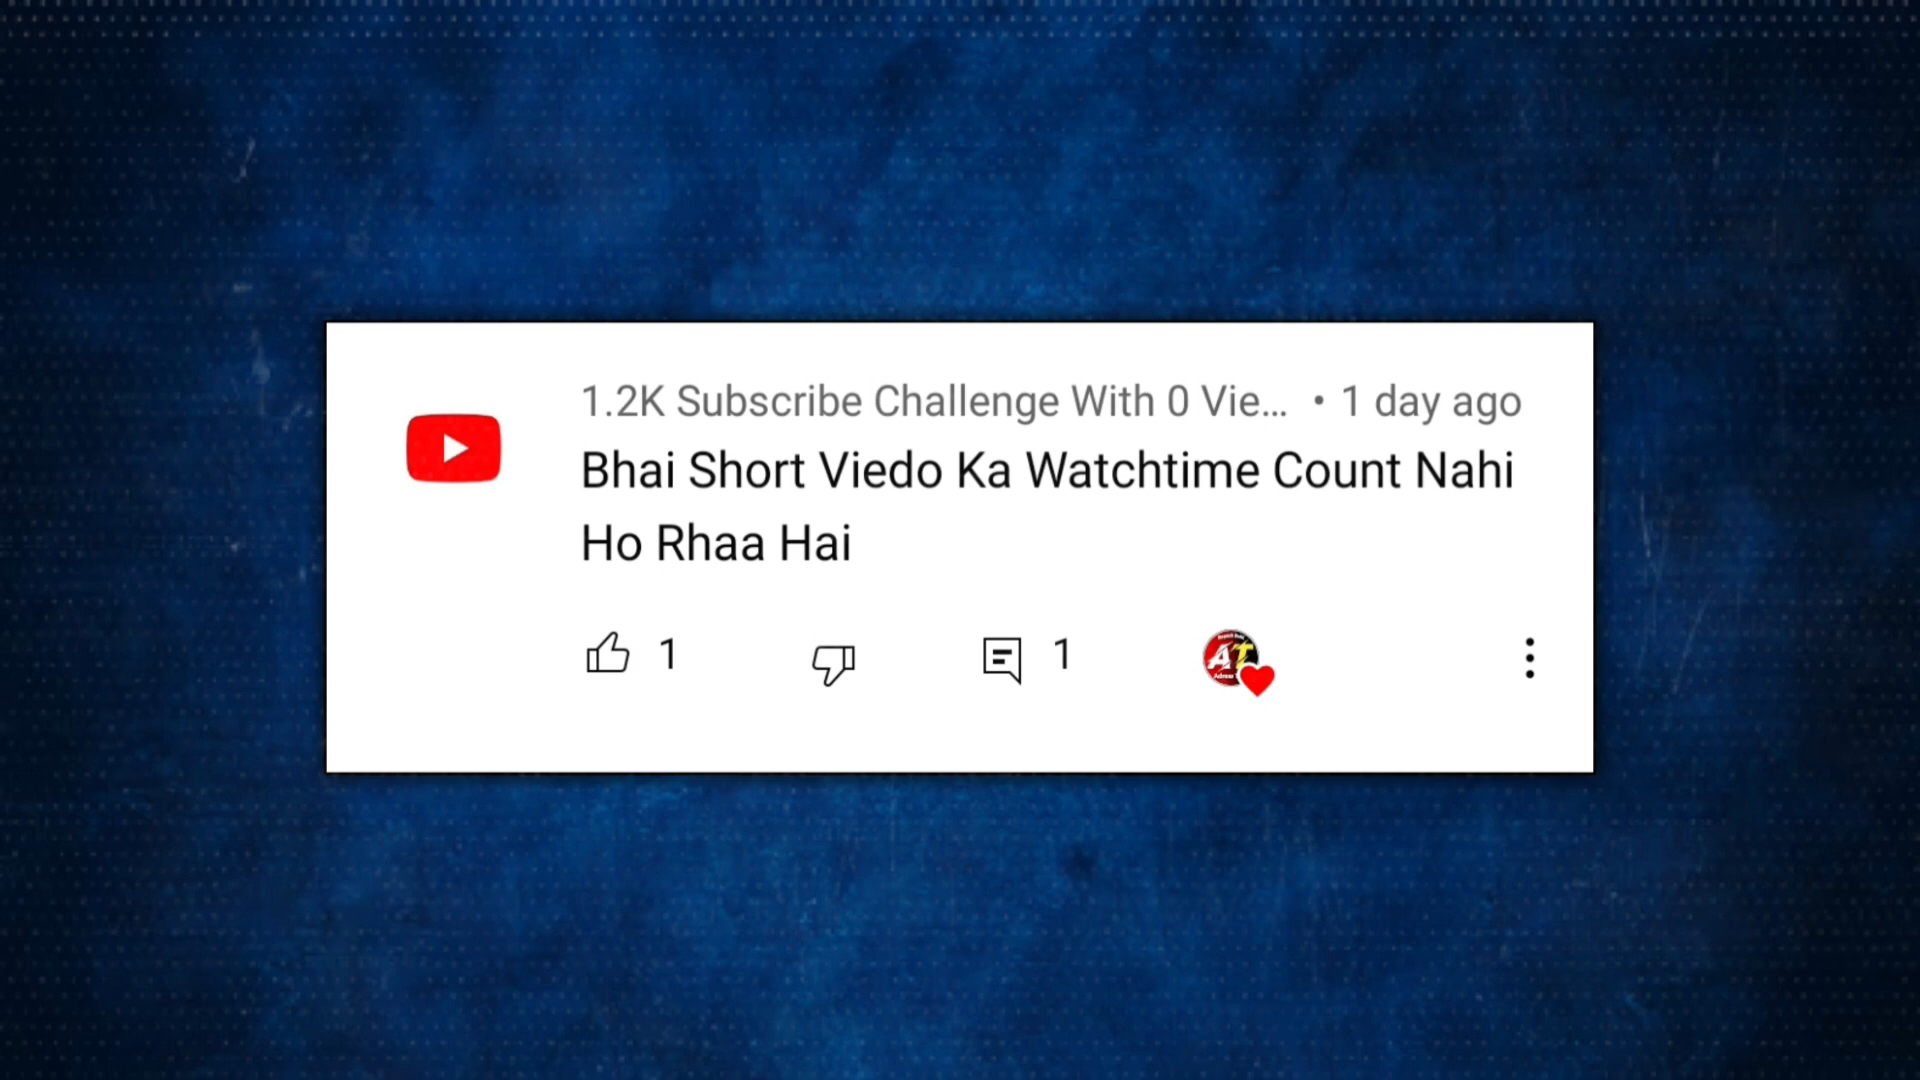 1.2K Subscribe Challenge With 0 Vie... • 1 day ago
Bhai Short Viedo Ka Watchtime Count Nahi
Ho Rhaa Hai
1 1 AT